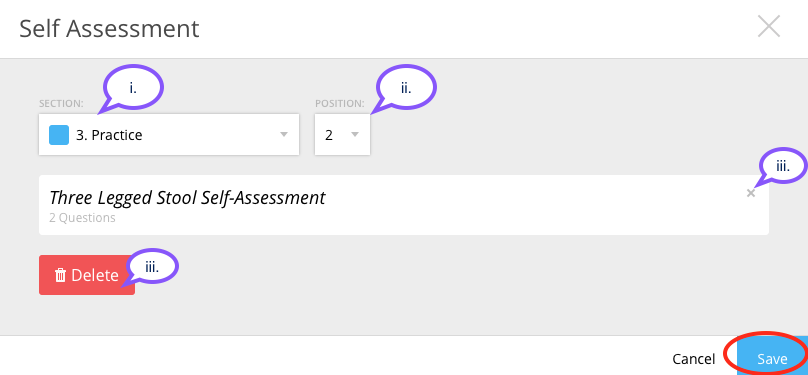 Self Assessment
i.
ii.
SECTION:
POSITION:
3. Practice
2
iii.
Three Legged Stool Self-Assessment
2 Questions
iii.
Delete
Cancel
Save